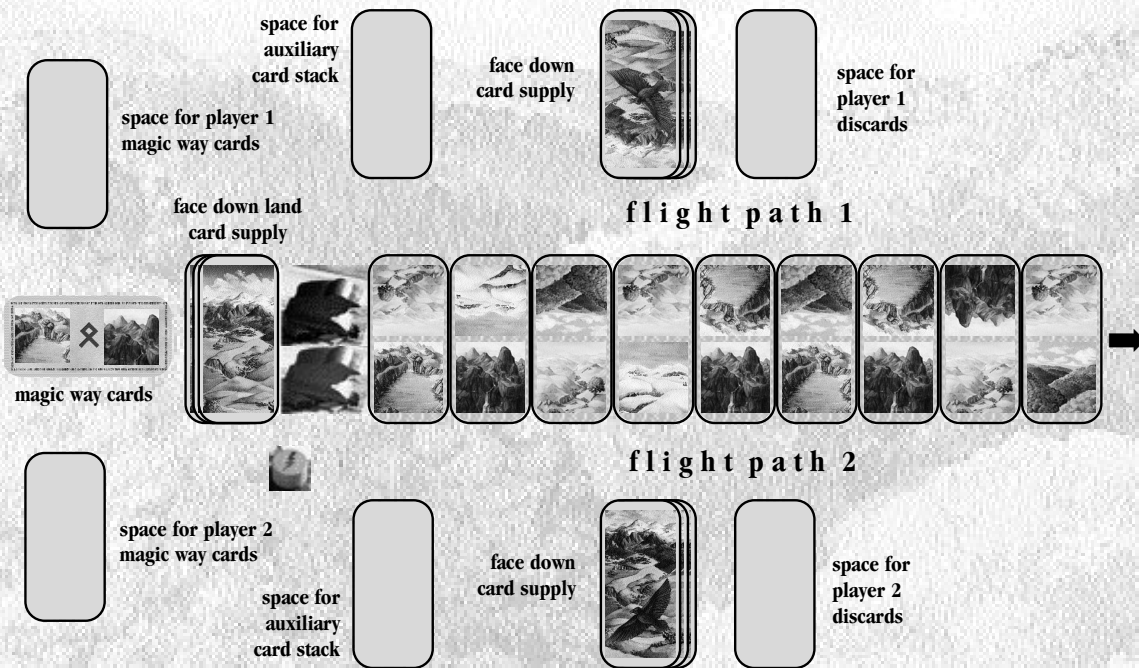 space for
auxiliary
card stack
face down
card supply
space for
player 1
discards
space for player 1
magic way cards
flight path 1
face down land
card supply
magic way cards
flight path 2
space for player 2
magic way cards
space for
auxiliary
card stack
face down
card supply
space for
player 2
discards